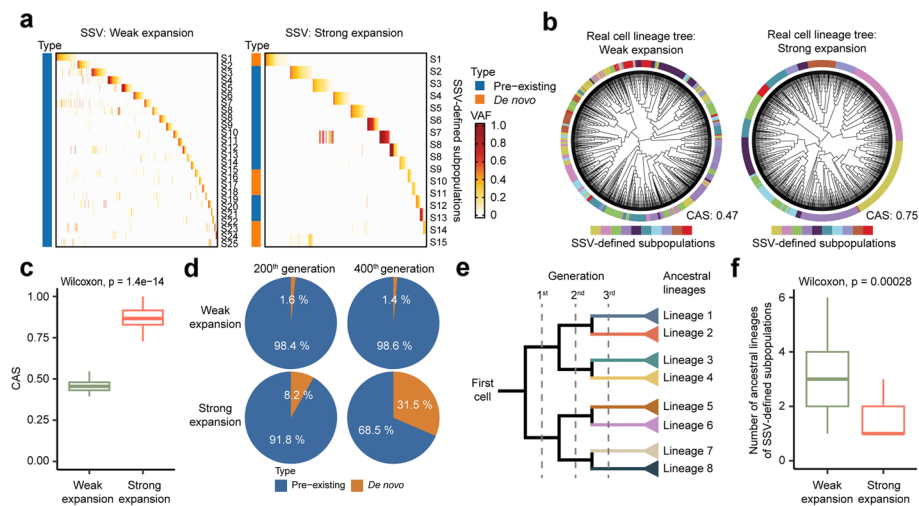 a
SSV: Weak expansion
Type
S1
S2
S3
S4
S5
S6
S7
S8
S8
S9
S10
S11
S15
S16
S17
S18
S19
S20
S21
S22
S23
S24
S25
SSV: Strong expansion
Type
S1
S2
S3
S4
S5
S6
S7
S8
S8
S9
S10
S11
S12
S13
S14
S15
SSV-defined subpopulations
Type
Pre−existing
De novo
VAF
1.0
0.8
0.6
0.4
0.2
0
b
Real cell lineage tree:
Weak expansion
CAS: 0.47
SSV-defined subpopulations
Real cell lineage tree:
Strong expansion
CAS: 0.75
SSV-defined subpopulations
c
Wilcoxon, p = 1.4e−14
CAS
1.00
0.75
0.50
0.25
0.00
Weak
expansion
Strong
expansion
d
200th generation
400th generation
Weak
expansion
1.6 %
98.4 %
1.4 %
98.6 %
Strong
expansion
8.2 %
91.8 %
31.5 %
68.5 %
Type
Pre−existing
De novo
e
Generation
1st
2nd
3rd
Ancestral
lineages
First
cell
Lineage 1
Lineage 2
Lineage 3
Lineage 4
Lineage 5
Lineage 6
Lineage 7
Lineage 8
f
Wilcoxon, p = 0.00028
Number of ancestral lineages
of SSV-defined subpopulations
6
4
2
0
Weak
expansion
Strong
expansion